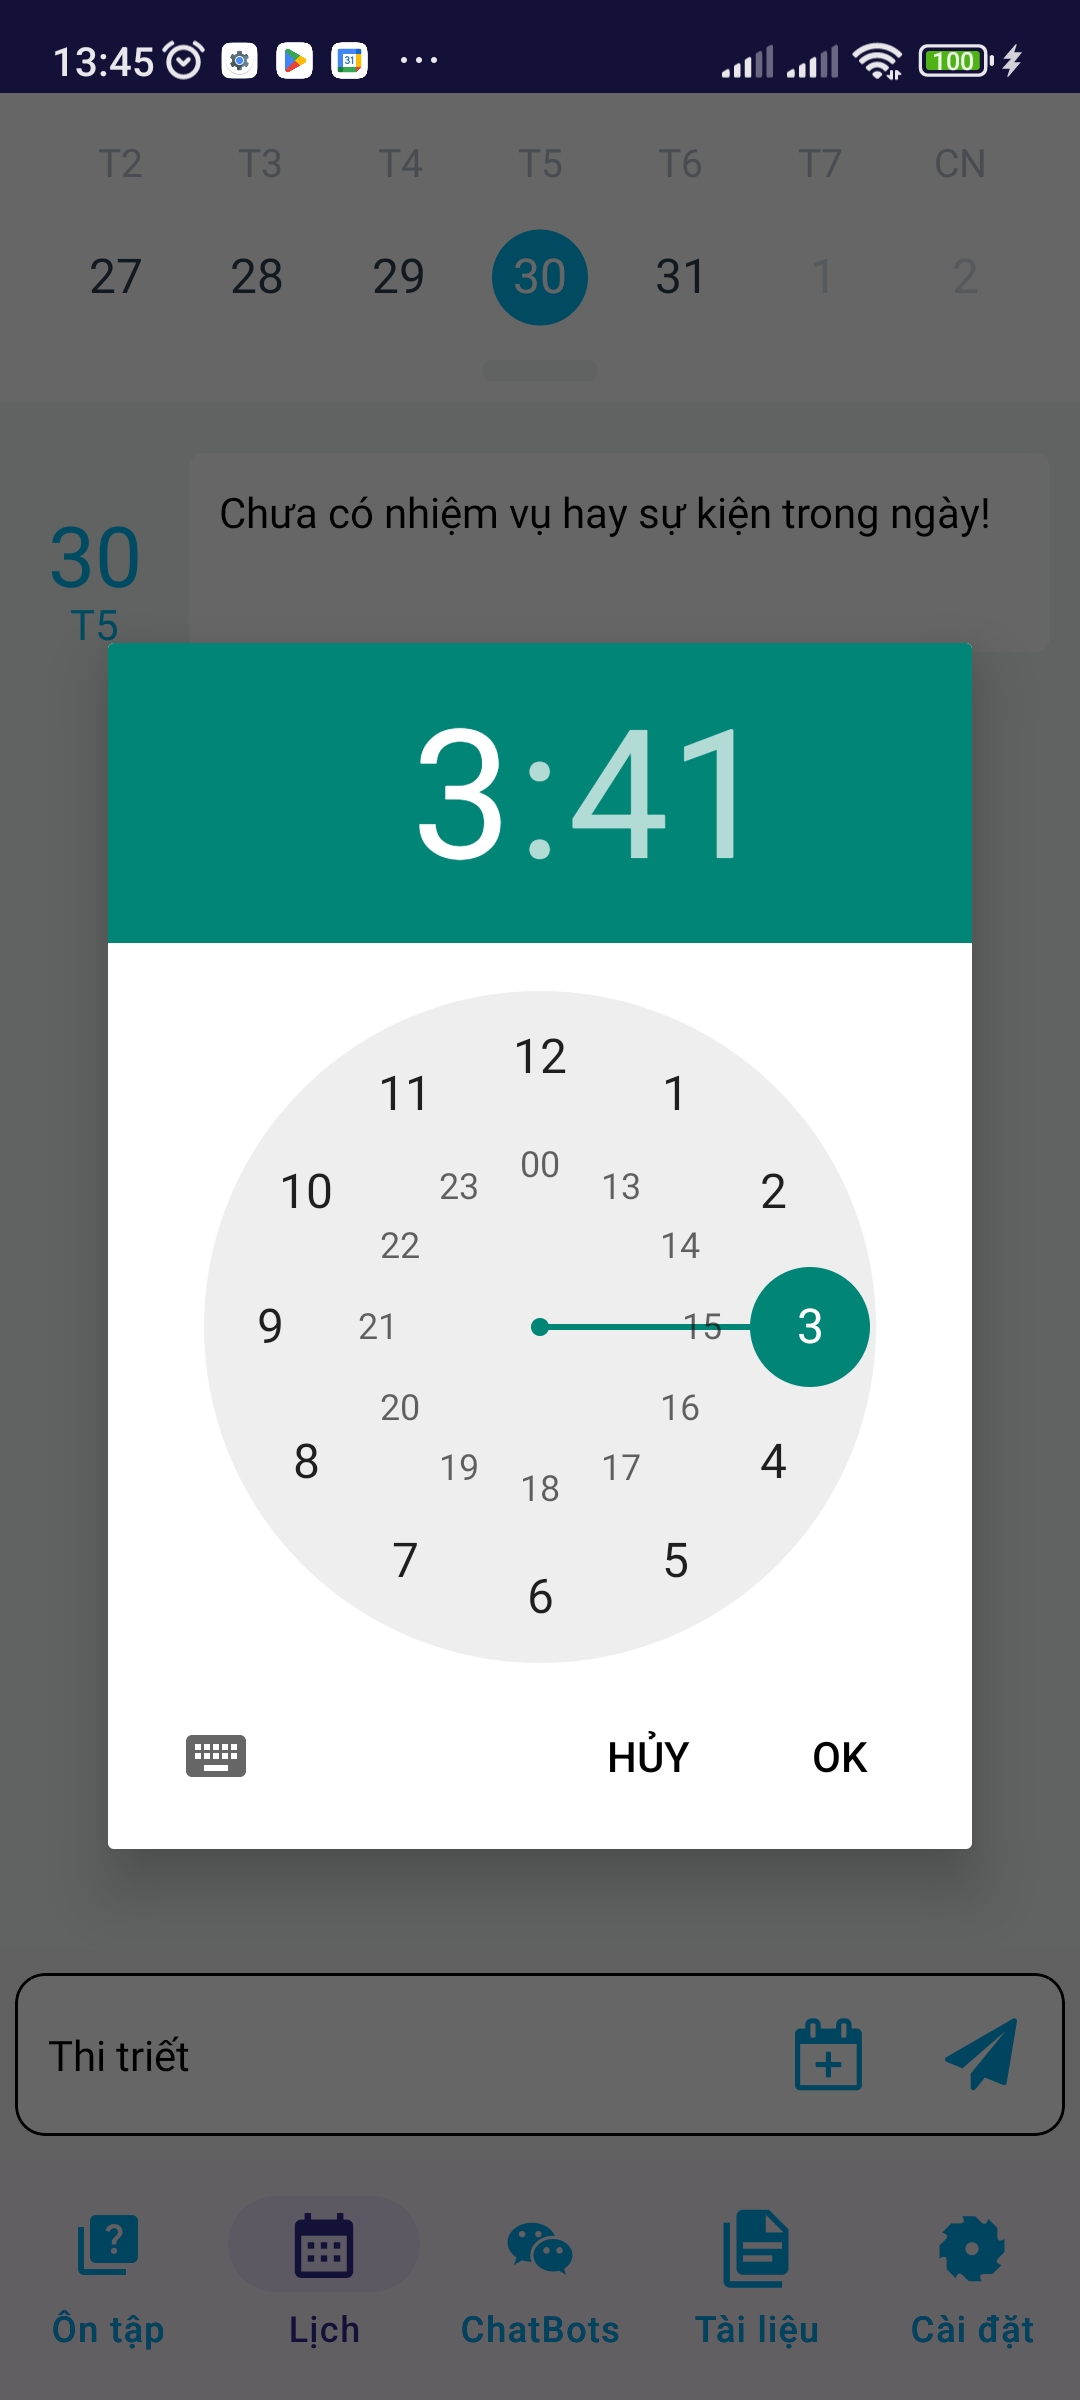 13:45 31 ... 100
T2 T3 T4 T5 T6 T7 CN
27 28 29 30 31 1 2
Chưa có nhiệm vụ hay sự kiện trong ngày!
30
T5
3:41
12
11 1
00
10 23 13 2
22 14
9 21 15 3
20 16
8 19 17 4
18
7 5
6
HỦY OK
Thi triết
Ôn tập Lịch ChatBots Tài liệu Cài đặt